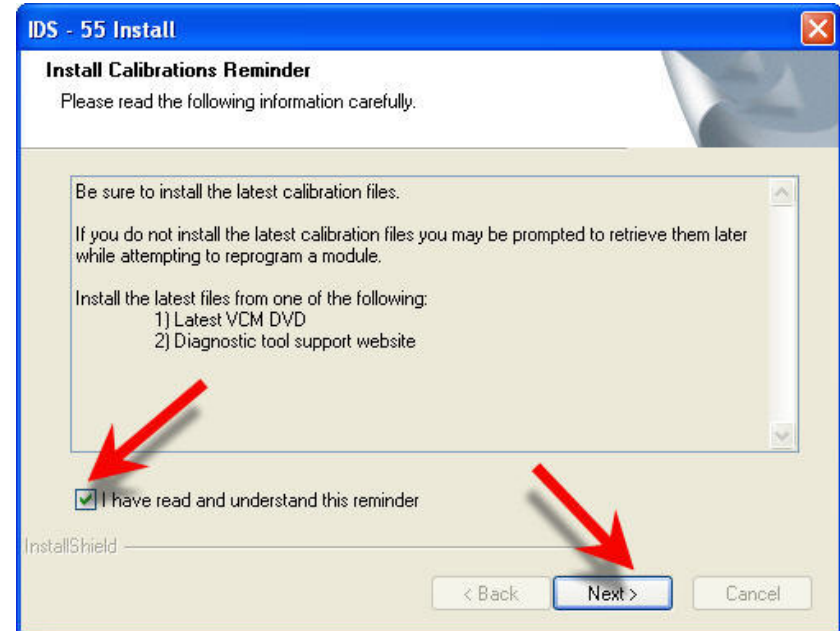 IDS - 55 Install
Install Calibrations Reminder
Please read the following information carefully.
Be sure to install the latest calibration files.
If you do not install the latest calibration files you may be prompted to retrieve them later
while attempting to reprogram a module.
Install the latest files from one of the following:
1) Latest VCM DVD
2) Diagnostic tool support website
I have read and understand this reminder
InstallShield
< Back
Next >
Cancel